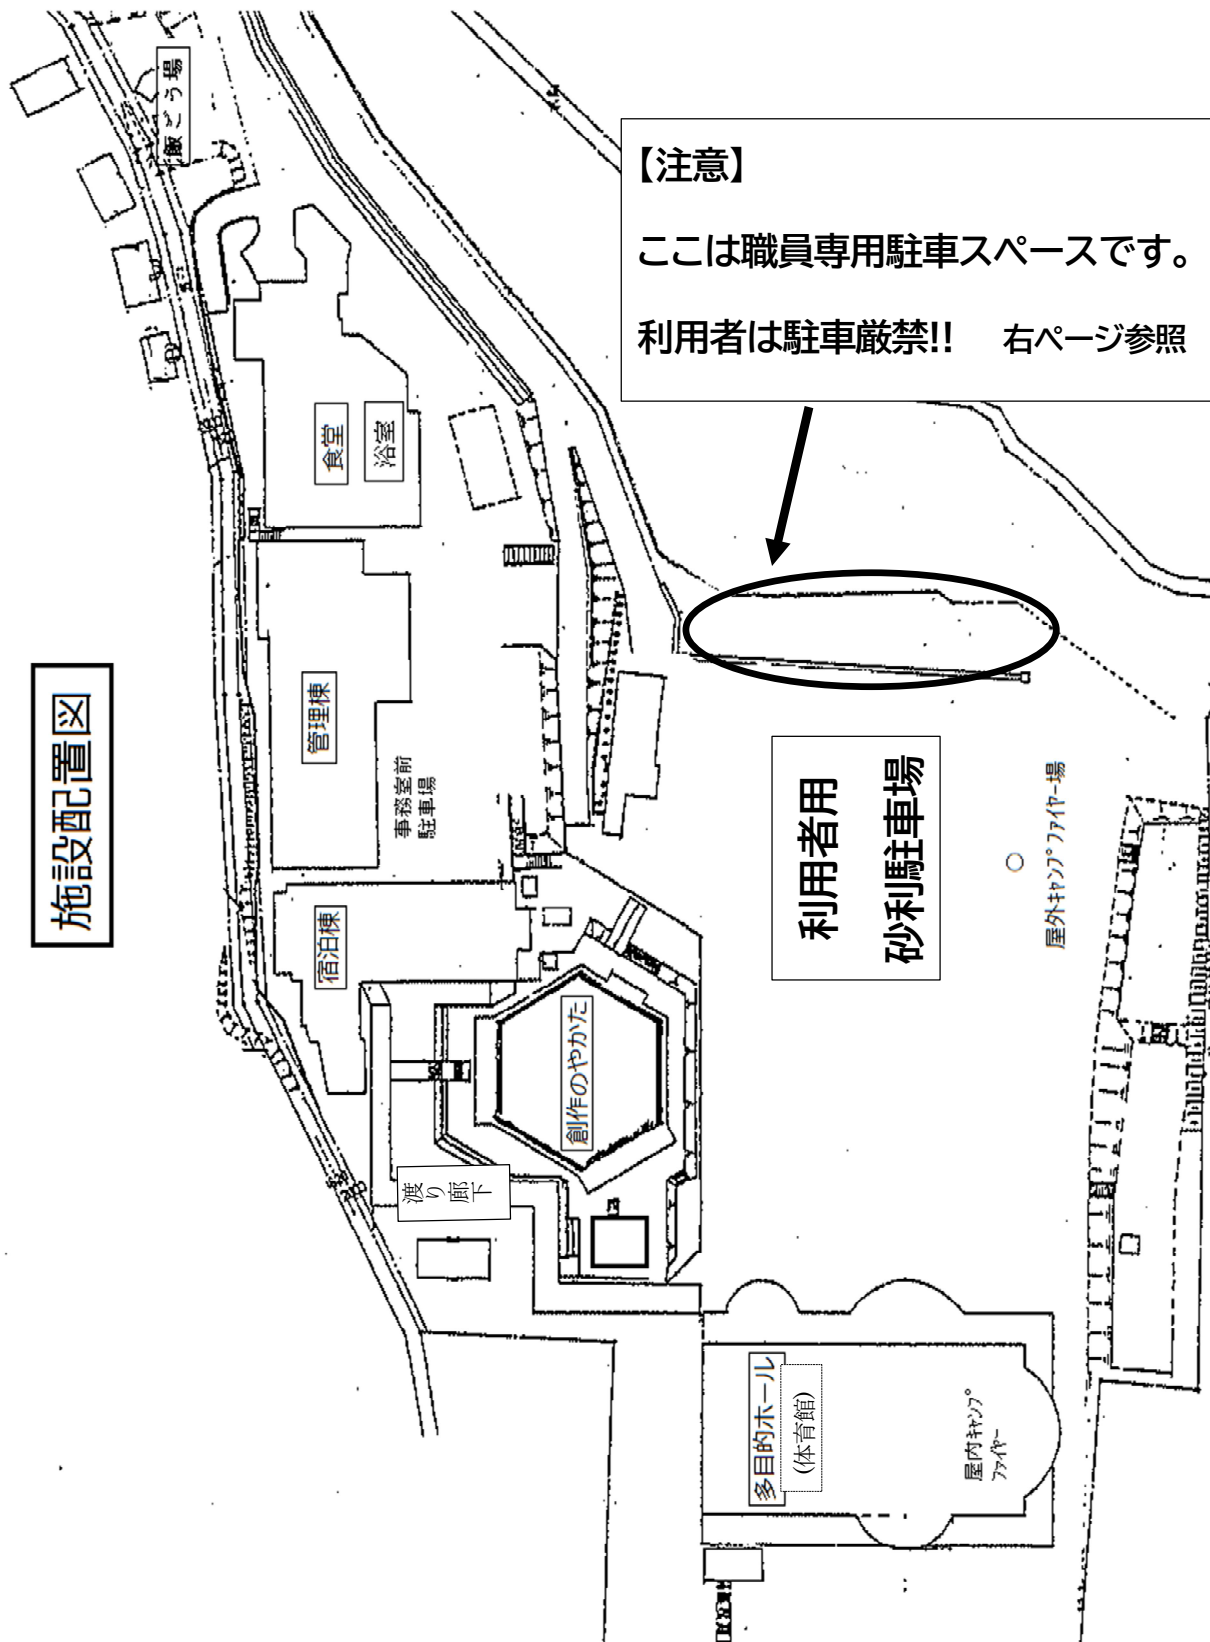 施設配置図
飯ごう場
【注意】
ここは職員専用駐車スペースです。
利用者は駐車厳禁!!　右ページ参照
食堂
浴室
管理棟
事務室前
駐車場
宿泊棟
創作のやかた
渡り
廊下
利用者用
砂利駐車場
屋外キャンプファイヤー場
多目的ホール
(体育館)
屋内キャンプ
ファイヤー